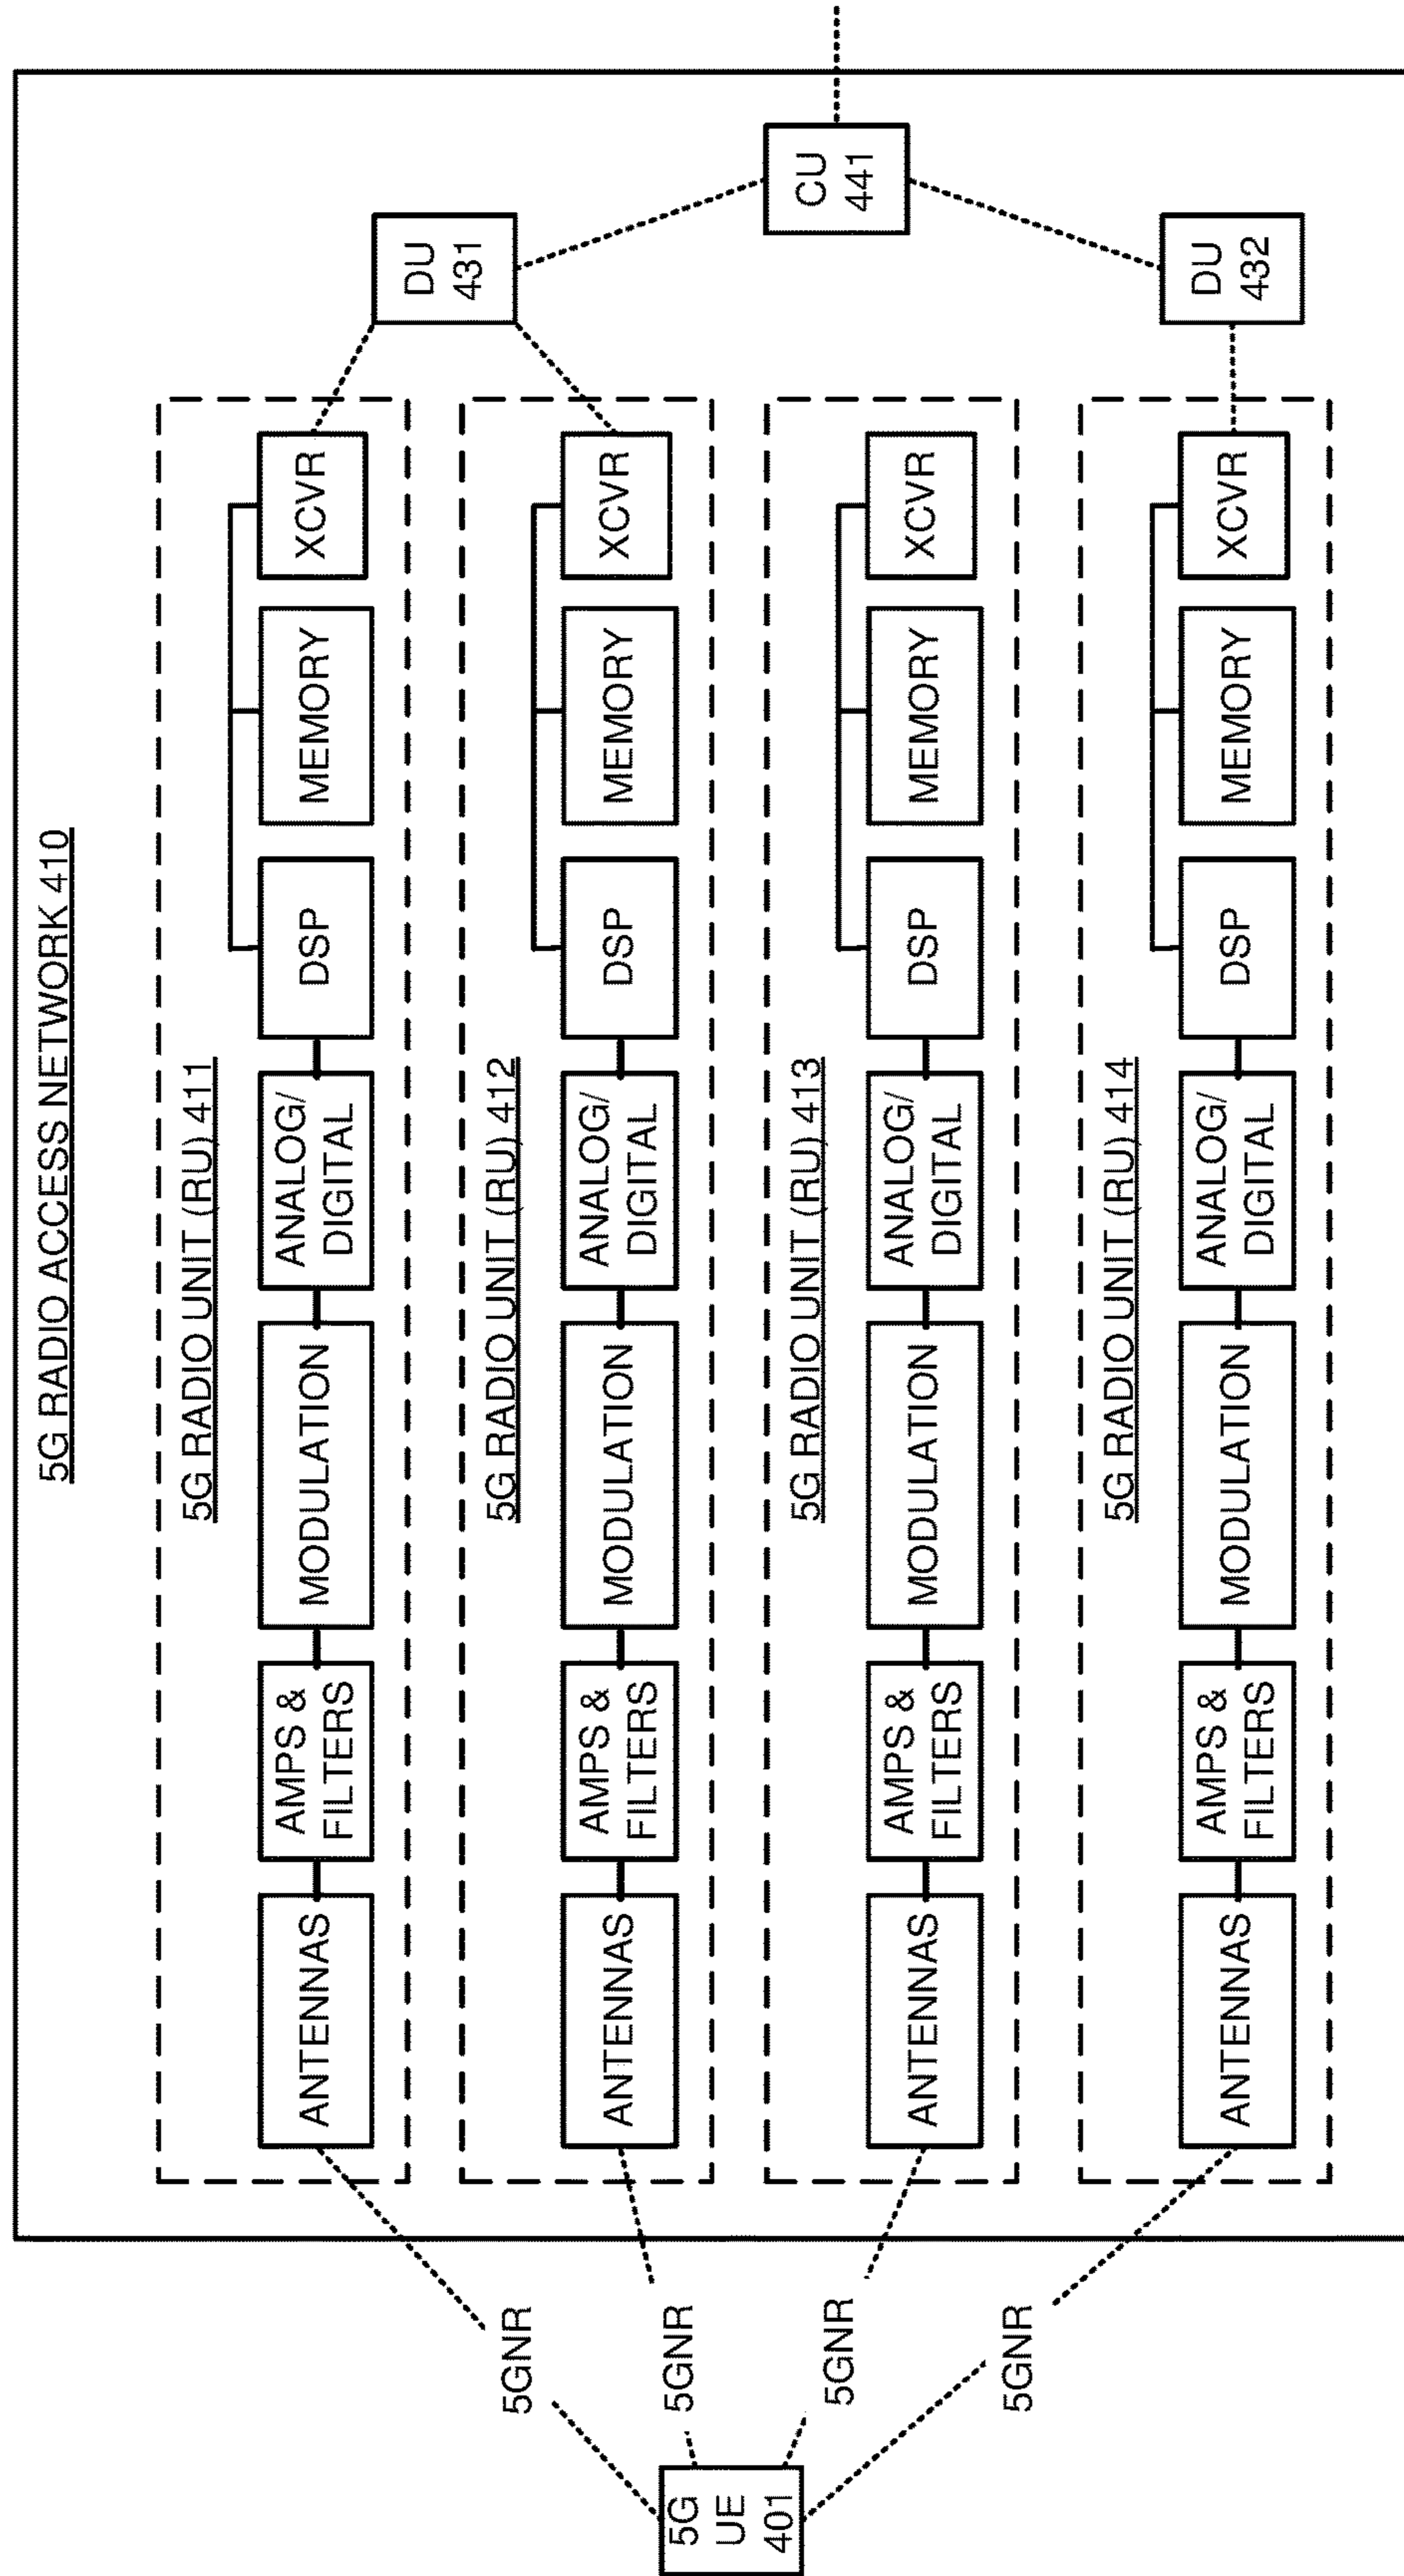 5G RADIO ACCESS NETWORK 410
5G RADIO UNIT (RU) 411
ANTENNAS
AMPS &
FILTERS
MODULATION
ANALOG/
DIGITAL
DSP
MEMORY
XCVR
5G RADIO UNIT (RU) 412
ANTENNAS
AMPS &
FILTERS
MODULATION
ANALOG/
DIGITAL
DSP
MEMORY
XCVR
5G RADIO UNIT (RU) 413
ANTENNAS
AMPS &
FILTERS
MODULATION
ANALOG/
DIGITAL
DSP
MEMORY
XCVR
5G RADIO UNIT (RU) 414
ANTENNAS
AMPS &
FILTERS
MODULATION
ANALOG/
DIGITAL
DSP
MEMORY
XCVR
5GNR
5GNR
5GNR
5GNR
5G
UE
401
DU
431
DU
432
CU
441